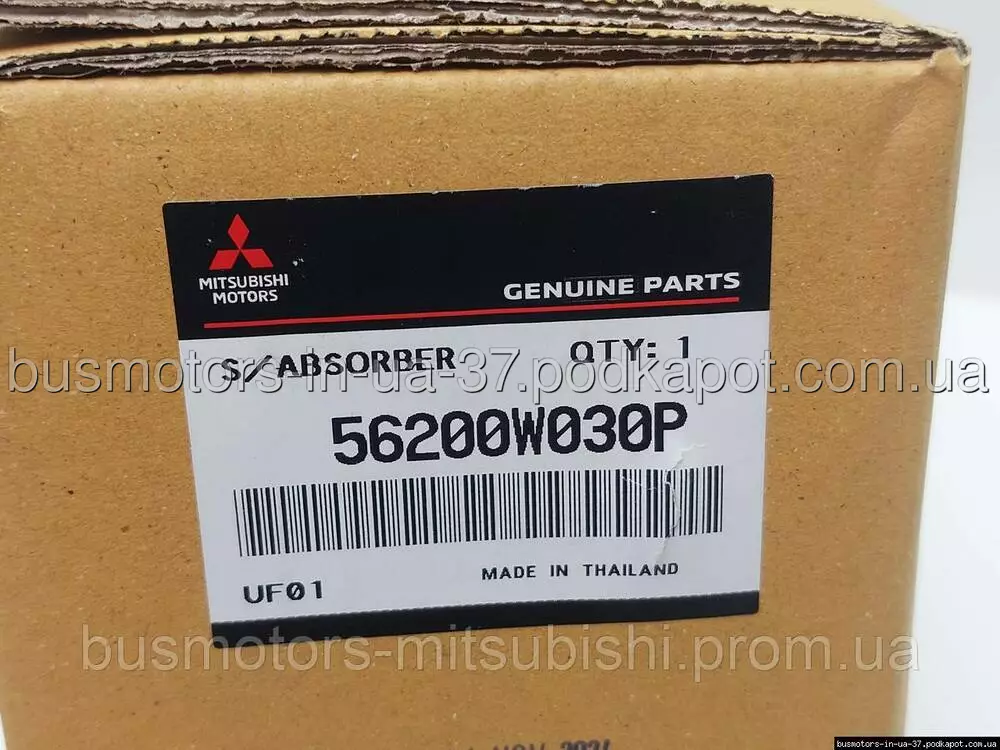 MITSUBISHI
MOTORS
GENUINE PARTS
S/ABSORBER QTY: 1
busmotors-in-ua-37.podkapot.com.ua
56200W030P
UF01 MADE IN THAILAND
busmotors-mitsubishi.prom.ua
busmotors-in-ua-37.podkapot.com.ua